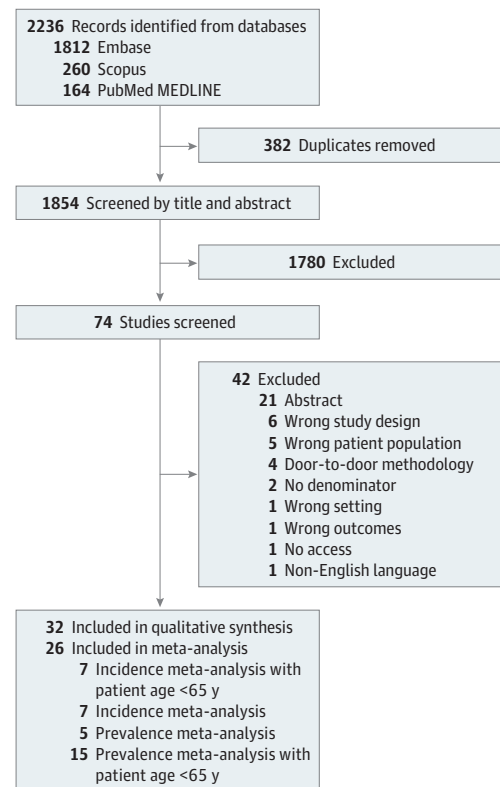 2236 Records identified from databases
1812 Embase
260 Scopus
164 PubMed MEDLINE
382 Duplicates removed
1854 Screened by title and abstract
1780 Excluded
74 Studies screened
42 Excluded
21 Abstract
6 Wrong study design
5 Wrong patient population
4 Door-to-door methodology
2 No denominator
1 Wrong setting
1 Wrong outcomes
1 No access
1 Non-English language
32 Included in qualitative synthesis
26 Included in meta-analysis
7 Incidence meta-analysis with
patient age <65 y
7 Incidence meta-analysis
5 Prevalence meta-analysis
15 Prevalence meta-analysis with
patient age <65 y